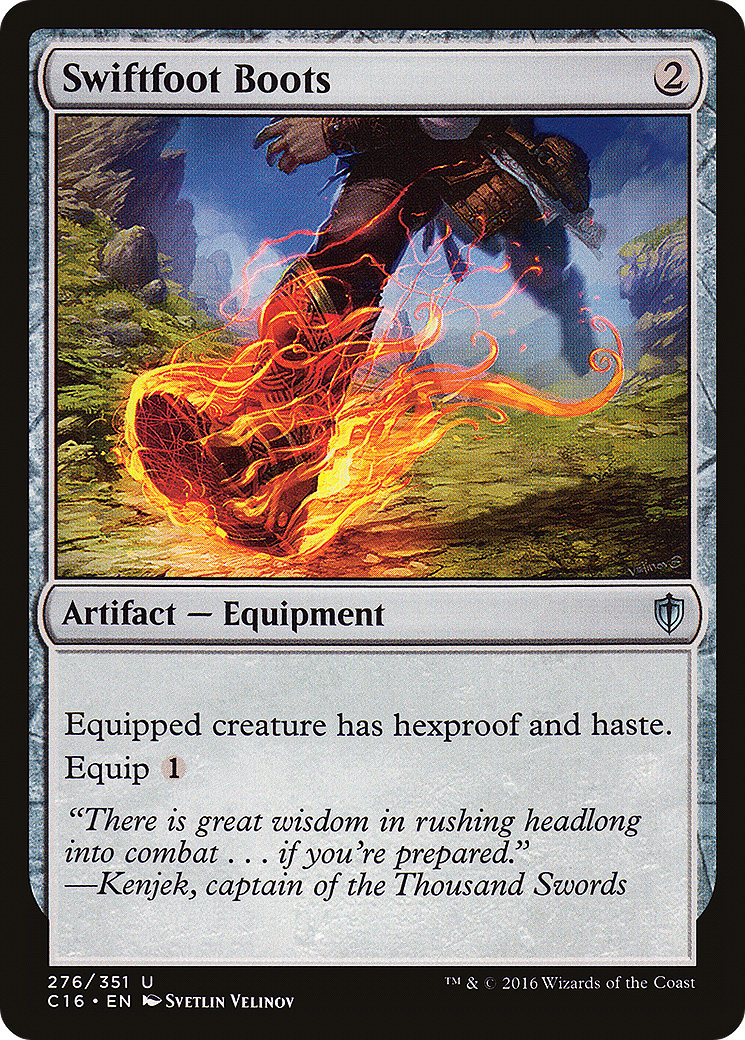 Swiftfoot Boots 2
Velinov
Artifact — Equipment
Equipped creature has hexproof and haste.
Equip 1
“There is great wisdom in rushing headlong
into combat . . . if you’re prepared.”
—Kenjek, captain of the Thousand Swords
276/351 U
™ & © 2016 Wizards of the Coast
C16 • EN Svetlin Velinov